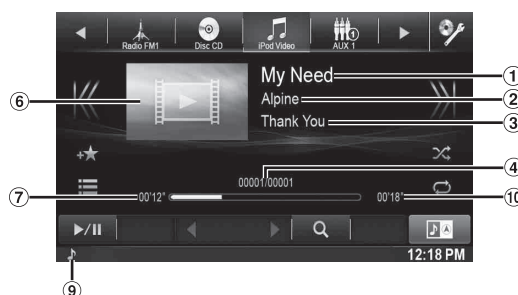 Radio FM1 Disc CD iPod Video AUX 1
My Need 1
6 Alpine 2
Thank You 3
4
00001/00001
7 00'12" 00'18" 10
12:18 PM
9